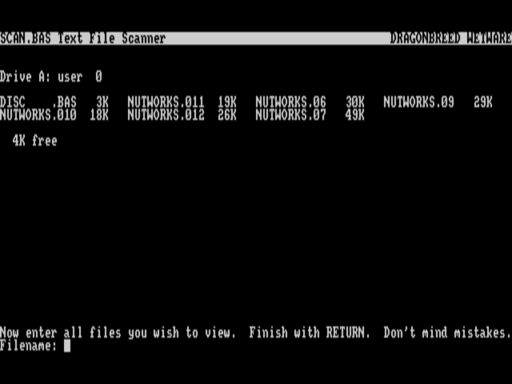 SCAN.BAS Text File Scanner DRAGONBREED WETWARE
Drive A: user 0
DISC .BAS 3K NUTWORKS.011 19K NUTWORKS.06 30K NUTWORKS.09 29K
NUTWORKS.010 18K NUTWORKS.012 26K NUTWORKS.07 49K
4K free
Now enter all files you wish to view. Finish with RETURN. Don't mind mistakes.
Filename: